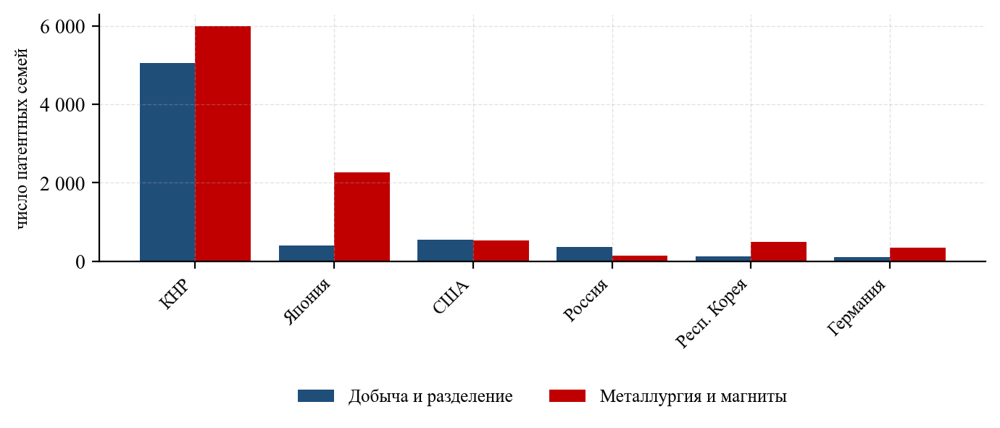 число патентных семей
6 000
4 000
2 000
0
КНР
Япония
США
Россия
Респ. Корея
Германия
Добыча и разделение
Металлургия и магниты